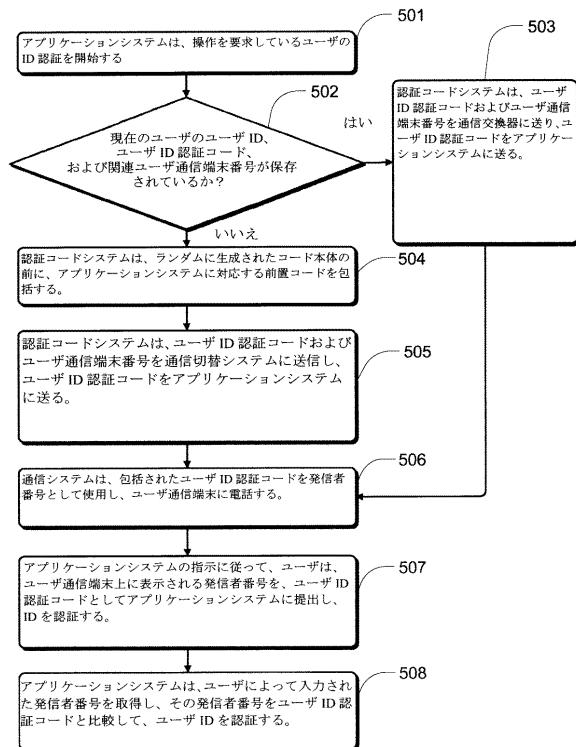 501
アプリケーションシステムは、操作を要求しているユーザの
ID 認証を開始する
502
現在のユーザのユーザ ID、
ユーザ ID 認証コード、
および関連ユーザ通信端末番号が保存
されているか?
はい
いいえ
503
認証コードシステムは、ユーザ
ID 認証コードおよびユーザ通信
端末番号を通信交換器に送り、ユ
ーザ ID 認証コードをアプリケー
ションシステムに送る。
504
認証コードシステムは、ランダムに生成されたコード本体の
前に、アプリケーションシステムに対応する前置コードを包
括する。
505
認証コードシステムは、ユーザ ID 認証コードおよび
ユーザ通信端末番号を通信切替システムに送信し、
ユーザ ID 認証コードをアプリケーションシステム
に送る。
506
通信システムは、包括されたユーザ ID 認証コードを発信者
番号として使用し、ユーザ通信端末に電話する。
507
アプリケーションシステムの指示に従って、ユーザは、
ユーザ通信端末上に表示される発信者番号を、ユーザ ID
認証コードとしてアプリケーションシステムに提出し、
ID を認証する。
508
アプリケーションシステムは、ユーザによって入力され
た発信者番号を取得し、その発信者番号をユーザ ID 認
証コードと比較して、ユーザ ID を認証する。